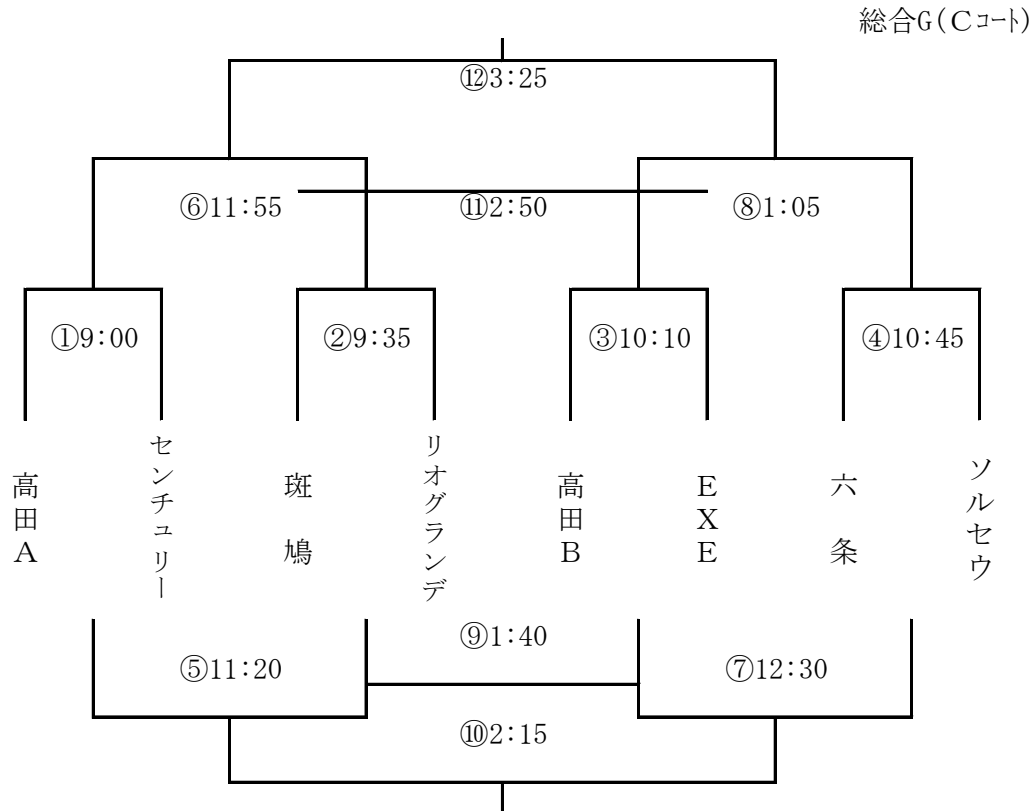 総合G(Cコート)
⑫3:25
⑥11:55
⑪2:50
⑧1:05
①9:00
②9:35
③10:10
④10:45
高田A
センチュリー
斑鳩
リオグランデ
高田B
EXE
六条
ソルセウ
⑨1:40
⑤11:20
⑦12:30
⑩2:15